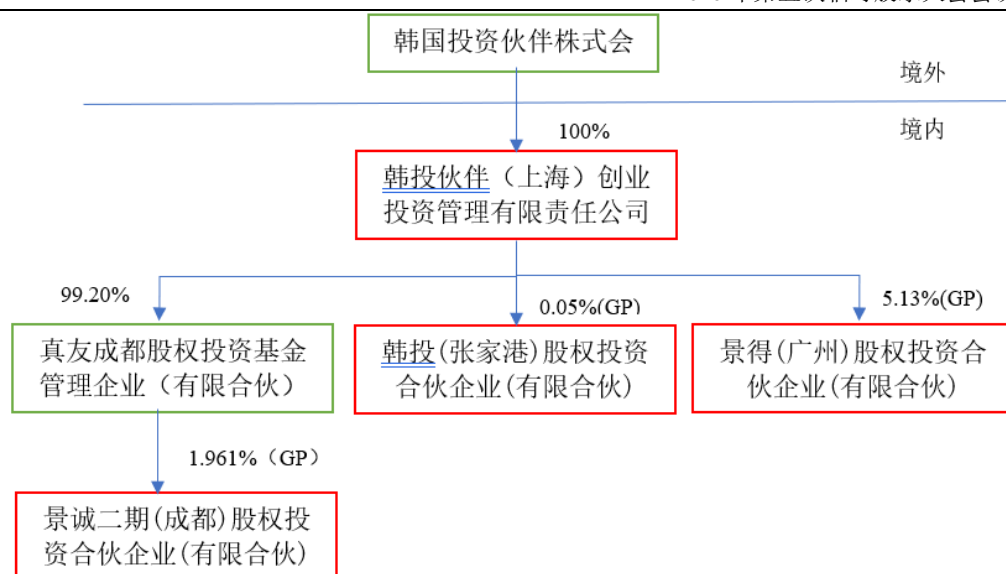 韩国投资伙伴株式会
境外
境内
100%
韩投伙伴（上海）创业
投资管理有限责任公司
99.20%
0.05%(GP)
5.13%(GP)
真友成都股权投资基金
管理企业（有限合伙）
韩投(张家港)股权投资
合伙企业(有限合伙)
景得(广州)股权投资合
伙企业(有限合伙)
1.961%（GP）
景诚二期(成都)股权投
资合伙企业(有限合伙)